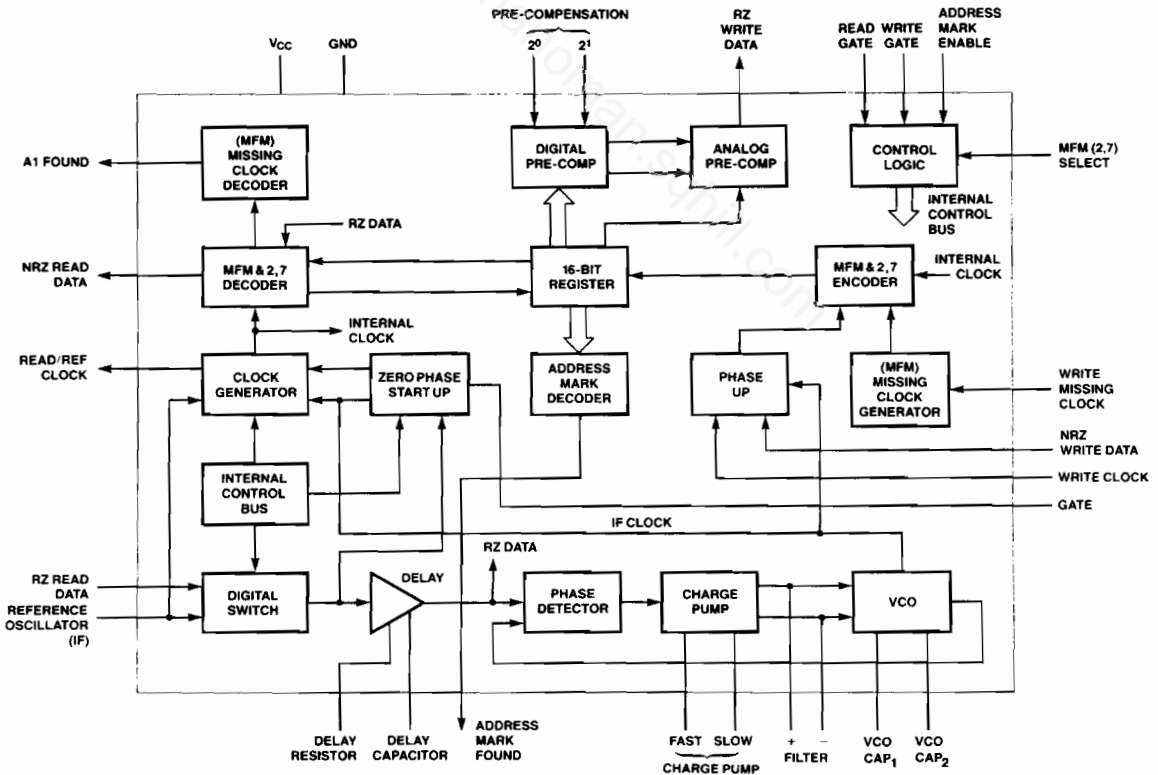 PRE-COMPENSATION
2⁰ 2¹
RZ
WRITE
DATA
READ
GATE
WRITE
GATE
ADDRESS
MARK
ENABLE
VCC
GND
(MFM)
MISSING
CLOCK
DECODER
A1 FOUND
DIGITAL
PRE-COMP
ANALOG
PRE-COMP
CONTROL
LOGIC
MFM (2,7)
SELECT
INTERNAL
CONTROL
BUS
RZ DATA
NRZ READ
DATA
MFM & 2,7
DECODER
16-BIT
REGISTER
MFM & 2,7
ENCODER
INTERNAL
CLOCK
INTERNAL
CLOCK
READ/REF
CLOCK
CLOCK
GENERATOR
ZERO PHASE
START UP
ADDRESS
MARK
DECODER
PHASE
UP
(MFM)
MISSING
CLOCK
GENERATOR
WRITE
MISSING
CLOCK
NRZ
WRITE DATA
WRITE CLOCK
GATE
INTERNAL
CONTROL
BUS
IF CLOCK
RZ DATA
RZ READ
DATA
REFERENCE
OSCILLATOR
(IF)
DIGITAL
SWITCH
DELAY
PHASE
DETECTOR
CHARGE
PUMP
VCO
DELAY
RESISTOR
DELAY
CAPACITOR
ADDRESS
MARK
FOUND
FAST SLOW
CHARGE PUMP
+ −
FILTER
VCO
CAP1
VCO
CAP2